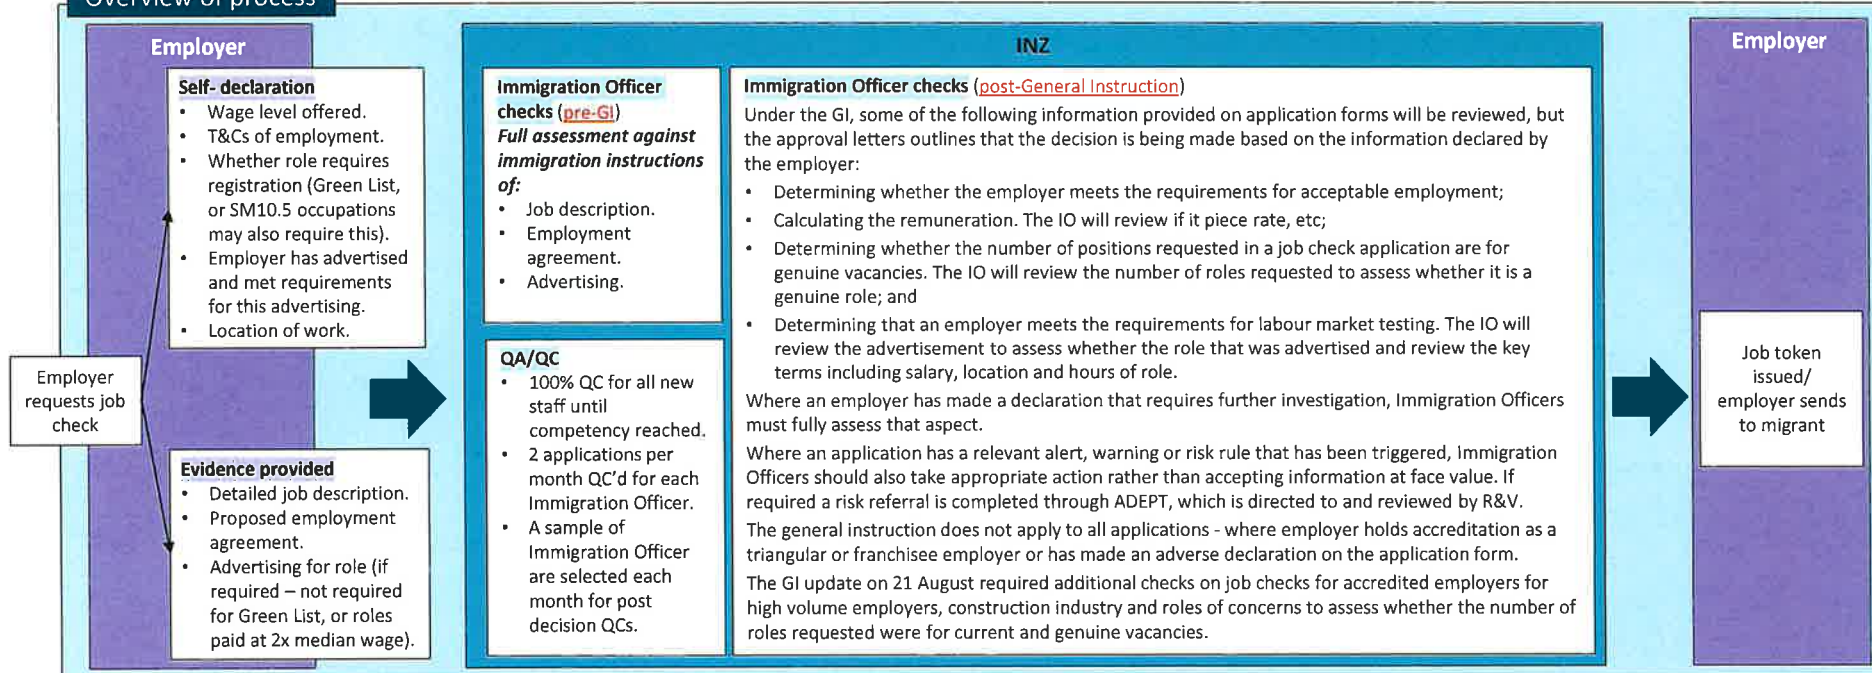 Overview of process
Employer
Employer
requests job
check
Self- declaration
• Wage level offered.
• T&Cs of employment.
• Whether role requires
registration (Green List,
or SM10.5 occupations
may also require this).
• Employer has advertised
and met requirements
for this advertising.
• Location of work.
Evidence provided
• Detailed job description.
• Proposed employment
agreement.
• Advertising for role (if
required – not required
for Green List, or roles
paid at 2x median wage).
INZ
Immigration Officer
checks (pre-GI)
Full assessment against
immigration instructions
of:
• Job description.
• Employment
agreement.
• Advertising.
QA/QC
• 100% QC for all new
staff until
competency reached.
• 2 applications per
month QC'd for each
Immigration Officer.
• A sample of
Immigration Officer
are selected each
month for post
decision QCs.
Immigration Officer checks (post-General Instruction)
Under the GI, some of the following information provided on application forms will be reviewed, but
the approval letters outlines that the decision is being made based on the information declared by
the employer:
• Determining whether the employer meets the requirements for acceptable employment;
• Calculating the remuneration. The IO will review if it piece rate, etc;
• Determining whether the number of positions requested in a job check application are for
genuine vacancies. The IO will review the number of roles requested to assess whether it is a
genuine role; and
• Determining that an employer meets the requirements for labour market testing. The IO will
review the advertisement to assess whether the role that was advertised and review the key
terms including salary, location and hours of role.
Where an employer has made a declaration that requires further investigation, Immigration Officers
must fully assess that aspect.
Where an application has a relevant alert, warning or risk rule that has been triggered, Immigration
Officers should also take appropriate action rather than accepting information at face value. If
required a risk referral is completed through ADEPT, which is directed to and reviewed by R&V.
The general instruction does not apply to all applications - where employer holds accreditation as a
triangular or franchisee employer or has made an adverse declaration on the application form.
The GI update on 21 August required additional checks on job checks for accredited employers for
high volume employers, construction industry and roles of concerns to assess whether the number of
roles requested were for current and genuine vacancies.
Employer
Job token
issued/
employer sends
to migrant